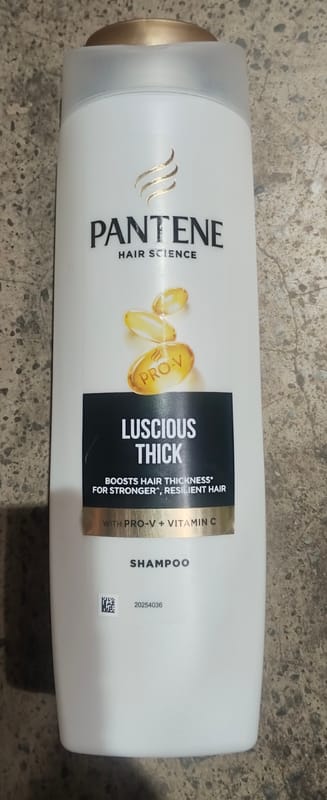 PANTENE
HAIR SCIENCE
PRO-V
LUSCIOUS
THICK
BOOSTS HAIR THICKNESS*
FOR STRONGER^, RESILIENT HAIR
WITH PRO-V + VITAMIN C
SHAMPOO
20254036